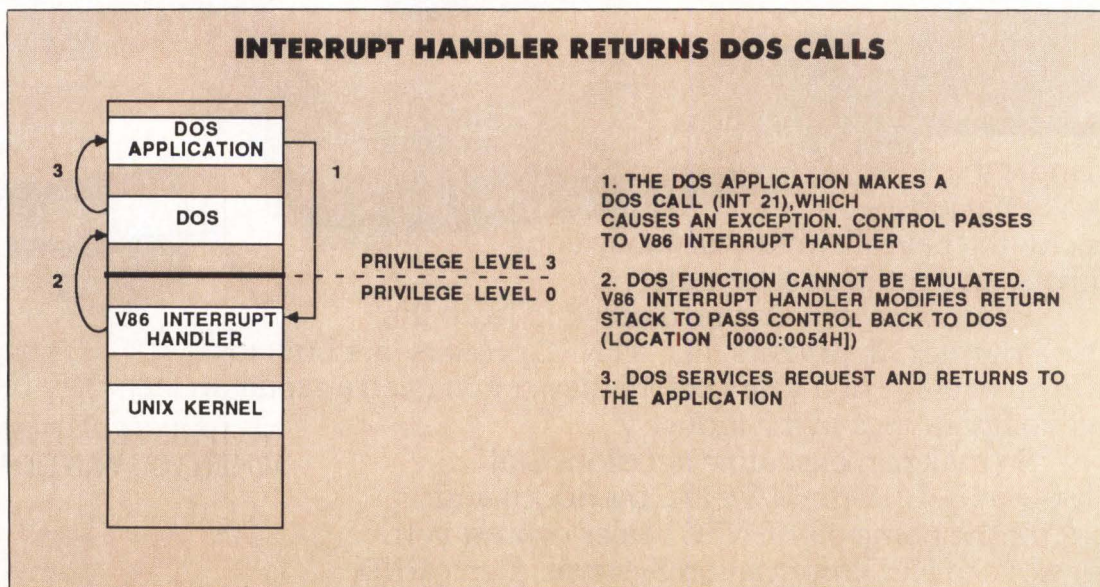 INTERRUPT HANDLER RETURNS DOS CALLS
DOS
APPLICATION
3
1
DOS
2
PRIVILEGE LEVEL 3
PRIVILEGE LEVEL 0
V86 INTERRUPT
HANDLER
UNIX KERNEL
1. THE DOS APPLICATION MAKES A
DOS CALL (INT 21),WHICH
CAUSES AN EXCEPTION. CONTROL PASSES
TO V86 INTERRUPT HANDLER
2. DOS FUNCTION CANNOT BE EMULATED.
V86 INTERRUPT HANDLER MODIFIES RETURN
STACK TO PASS CONTROL BACK TO DOS
(LOCATION [0000:0054H])
3. DOS SERVICES REQUEST AND RETURNS TO
THE APPLICATION